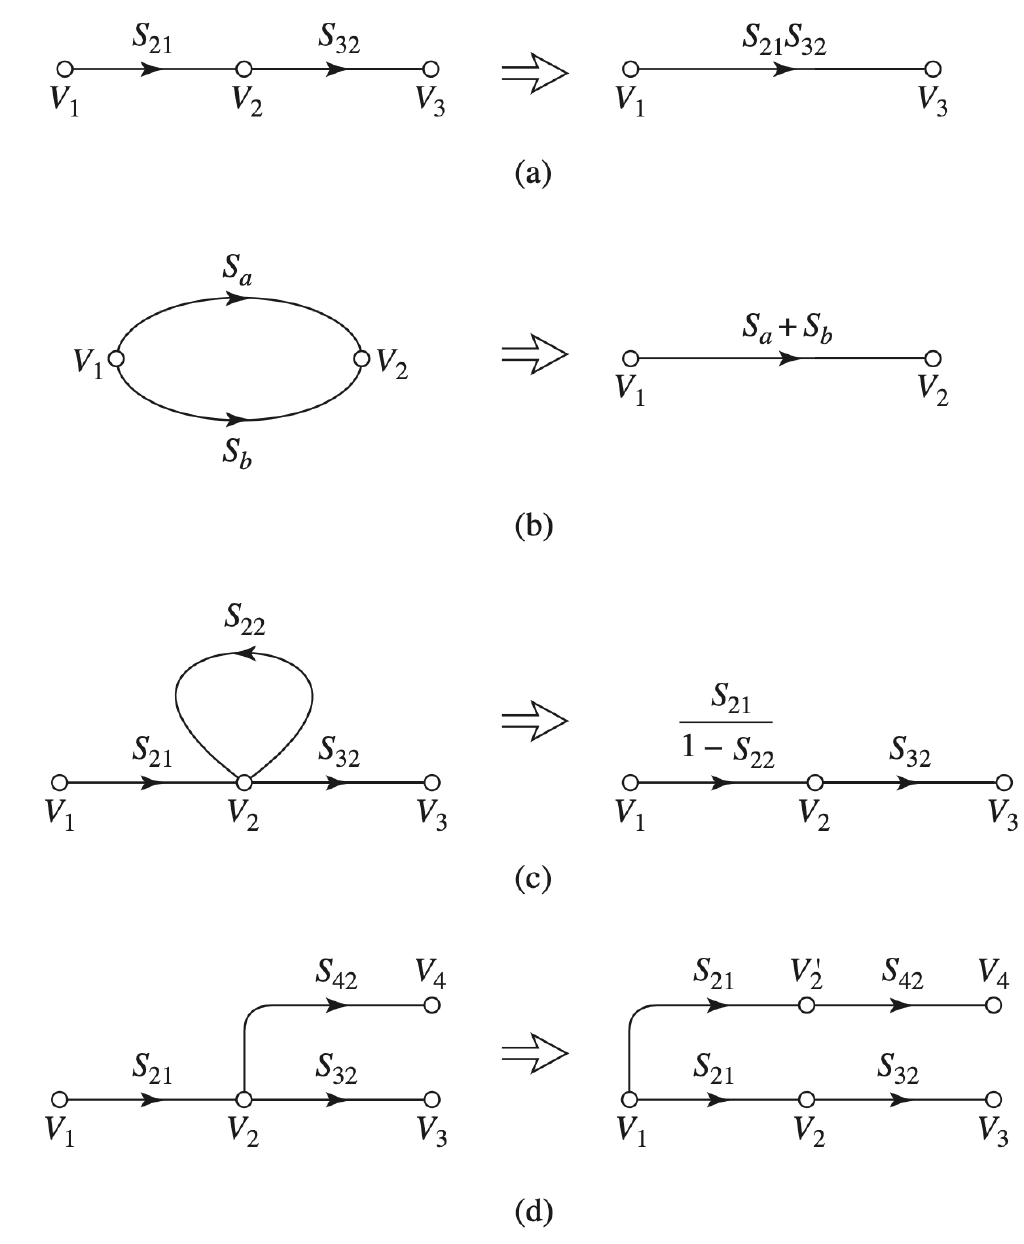 S21 S32 S21S32
V1 V2 V3 V1 V3
(a)
Sa
V1 V2 Sa + Sb
Sb V1 V2
(b)
S22
S21 / 1 − S22
S21 S32 S32
V1 V2 V3 V1 V2 V3
(c)
S42 V4 S21 V2' S42 V4
S21 S32 S21 S32
V1 V2 V3 V1 V2 V3
(d)